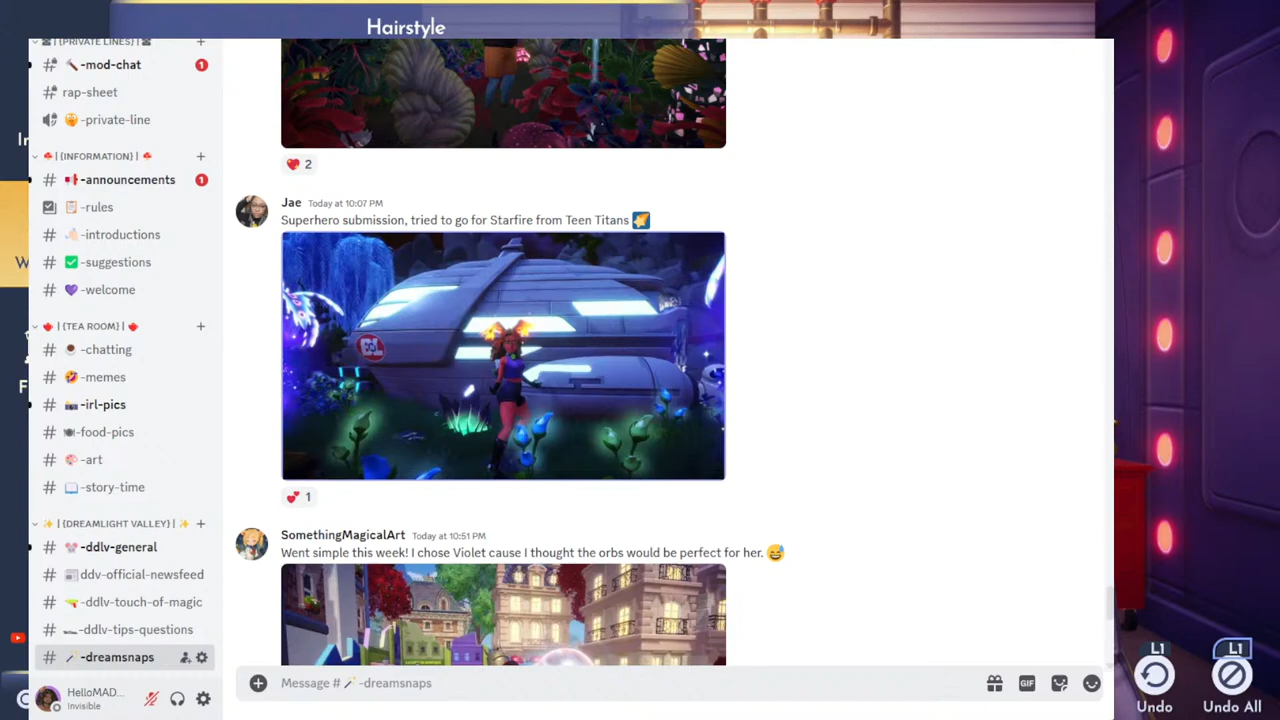 Hairstyle
| {PRIVATE LINES} |
-mod-chat
1
rap-sheet
-private-line
| {INFORMATION} |
-announcements
1
-rules
-introductions
-suggestions
-welcome
| {TEA ROOM} |
-chatting
-memes
-irl-pics
-food-pics
-art
-story-time
| {DREAMLIGHT VALLEY} |
-ddlv-general
ddv-official-newsfeed
-ddlv-touch-of-magic
-ddlv-tips-questions
-dreamsnaps
HelloMAD...
Invisible
2
Jae Today at 10:07 PM
Superhero submission, tried to go for Starfire from Teen Titans
1
SomethingMagicalArt Today at 10:51 PM
Went simple this week! I chose Violet cause I thought the orbs would be perfect for her.
Message # -dreamsnaps
GIF
L1
Undo
L1
Undo All